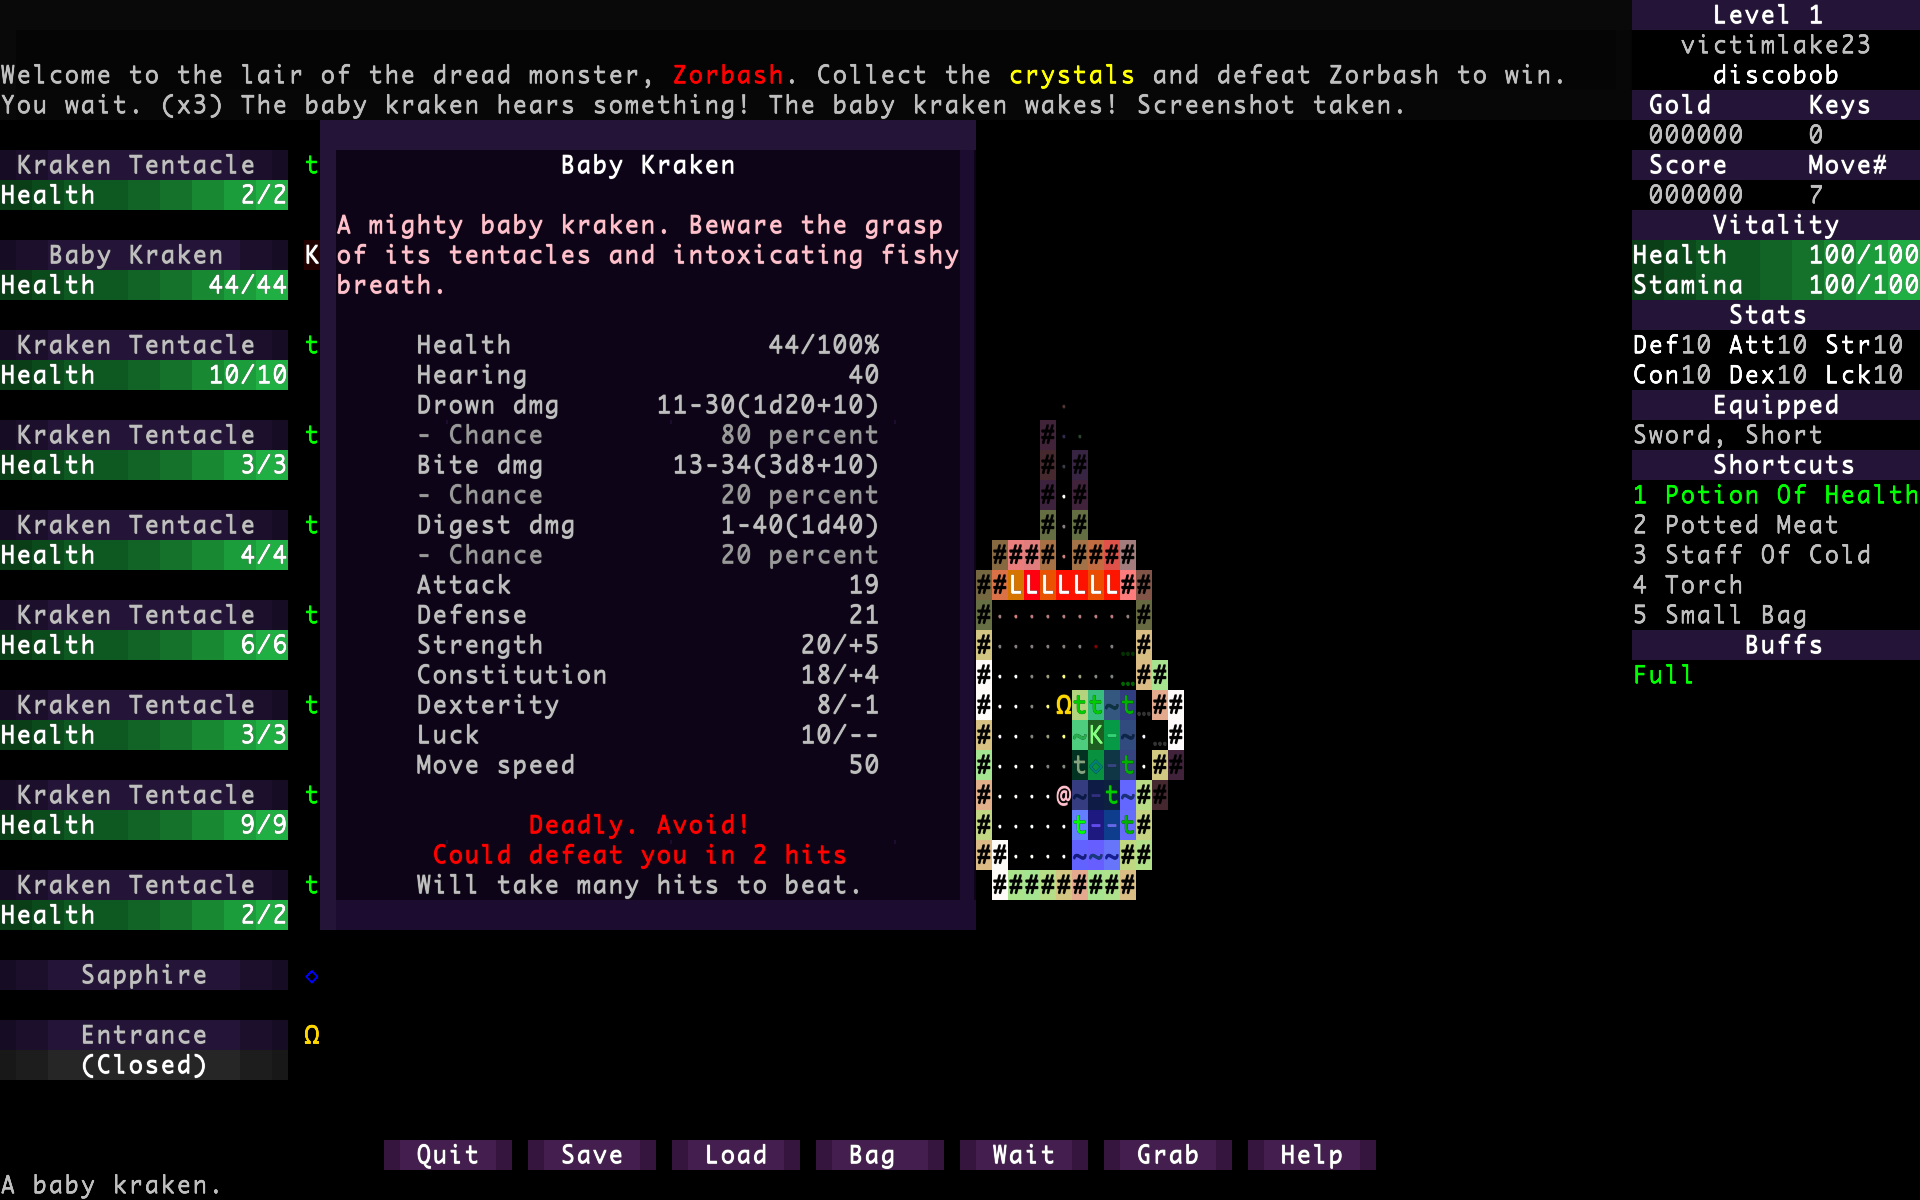 Welcome to the lair of the dread monster, Zorbash. Collect the crystals and defeat Zorbash to win.
You wait. (x3) The baby kraken hears something! The baby kraken wakes! Screenshot taken.
Kraken Tentacle t
Health 2/2
Baby Kraken K
Health 44/44
Kraken Tentacle t
Health 10/10
Kraken Tentacle t
Health 3/3
Kraken Tentacle t
Health 4/4
Kraken Tentacle t
Health 6/6
Kraken Tentacle t
Health 3/3
Kraken Tentacle t
Health 9/9
Kraken Tentacle t
Health 2/2
Sapphire ◇
Entrance Ω
(Closed)
Baby Kraken
A mighty baby kraken. Beware the grasp
of its tentacles and intoxicating fishy
breath.
Health 44/100%
Hearing 40
Drown dmg 11-30(1d20+10)
- Chance 80 percent
Bite dmg 13-34(3d8+10)
- Chance 20 percent
Digest dmg 1-40(1d40)
- Chance 20 percent
Attack 19
Defense 21
Strength 20/+5
Constitution 18/+4
Dexterity 8/-1
Luck 10/--
Move speed 50
Deadly. Avoid!
Could defeat you in 2 hits
Will take many hits to beat.
.
#..
#.#
#.#
#.#
####.####
##LLLLLLL##
#.........#
#........…#
#........…##
#....Ωtt~t…##
#.....~K-~.…#
#.....t◇-t.##
#....@~-t~##
#.....t--t#
##....~~~##
#########
Level 1
victimlake23
discobob
Gold Keys
000000 0
Score Move#
000000 7
Vitality
Health 100/100
Stamina 100/100
Stats
Def10 Att10 Str10
Con10 Dex10 Lck10
Equipped
Sword, Short
Shortcuts
1 Potion Of Health
2 Potted Meat
3 Staff Of Cold
4 Torch
5 Small Bag
Buffs
Full
Quit Save Load Bag Wait Grab Help
A baby kraken.